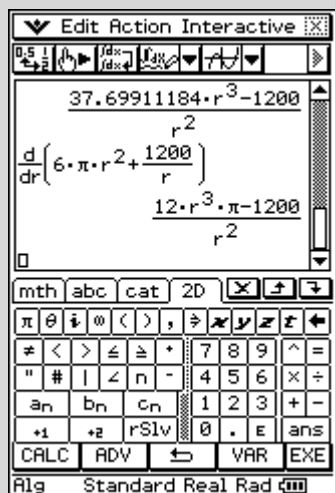 Edit Action Interactive
37.69911184·r³−1200
r²
d/dr(6·π·r²+1200/r)
12·r³·π−1200
r²
mth abc cat 2D
π θ i ∞ ( ) , ⇒ x y z t ←
≠ < > ≤ ≥ 7 8 9 ^ =
" # | ∠ 4 5 6 × ÷
an bn cn 1 2 3 + −
+1 +2 rSlv 0 . E ans
CALC ADV VAR EXE
Alg Standard Real Rad